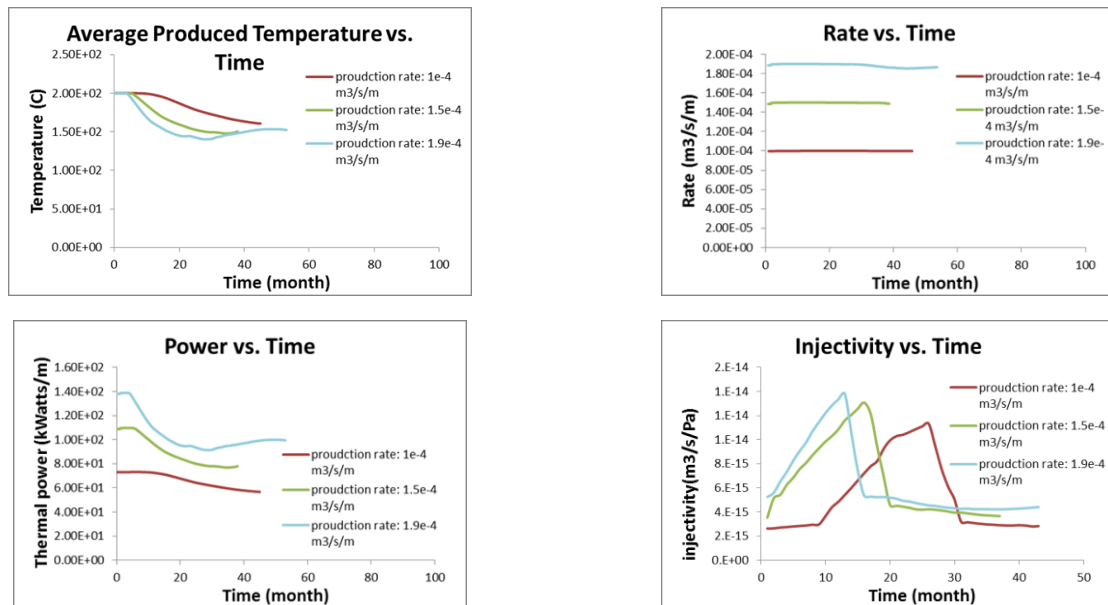 Average Produced Temperature vs.
Time
Temperature (C)
2.50E+02
2.00E+02
1.50E+02
1.00E+02
5.00E+01
0.00E+00
0 20 40 60 80 100
Time (month)
proudction rate: 1e-4
m3/s/m
proudction rate: 1.5e-4
m3/s/m
proudction rate: 1.9e-4
m3/s/m
Rate vs. Time
Rate (m3/s/m)
2.00E-04
1.80E-04
1.60E-04
1.40E-04
1.20E-04
1.00E-04
8.00E-05
6.00E-05
4.00E-05
2.00E-05
0.00E+00
0 20 40 60 80 100
Time (month)
proudction rate: 1e-4
m3/s/m
proudction rate: 1.5e-
4 m3/s/m
proudction rate: 1.9e-
4 m3/s/m
Power vs. Time
Thermal power (kWatts/m)
1.60E+02
1.40E+02
1.20E+02
1.00E+02
8.00E+01
6.00E+01
4.00E+01
2.00E+01
0.00E+00
0 20 40 60 80 100
Time (month)
proudction rate: 1e-4
m3/s/m
proudction rate: 1.5e-4
m3/s/m
proudction rate: 1.9e-4
m3/s/m
Injectivity vs. Time
injectivity(m3/s/Pa)
2.E-14
1.E-14
1.E-14
1.E-14
8.E-15
6.E-15
4.E-15
2.E-15
0.E+00
0 10 20 30 40 50
Time (month)
proudction rate: 1e-4
m3/s/m
proudction rate: 1.5e-4
m3/s/m
proudction rate: 1.9e-4
m3/s/m